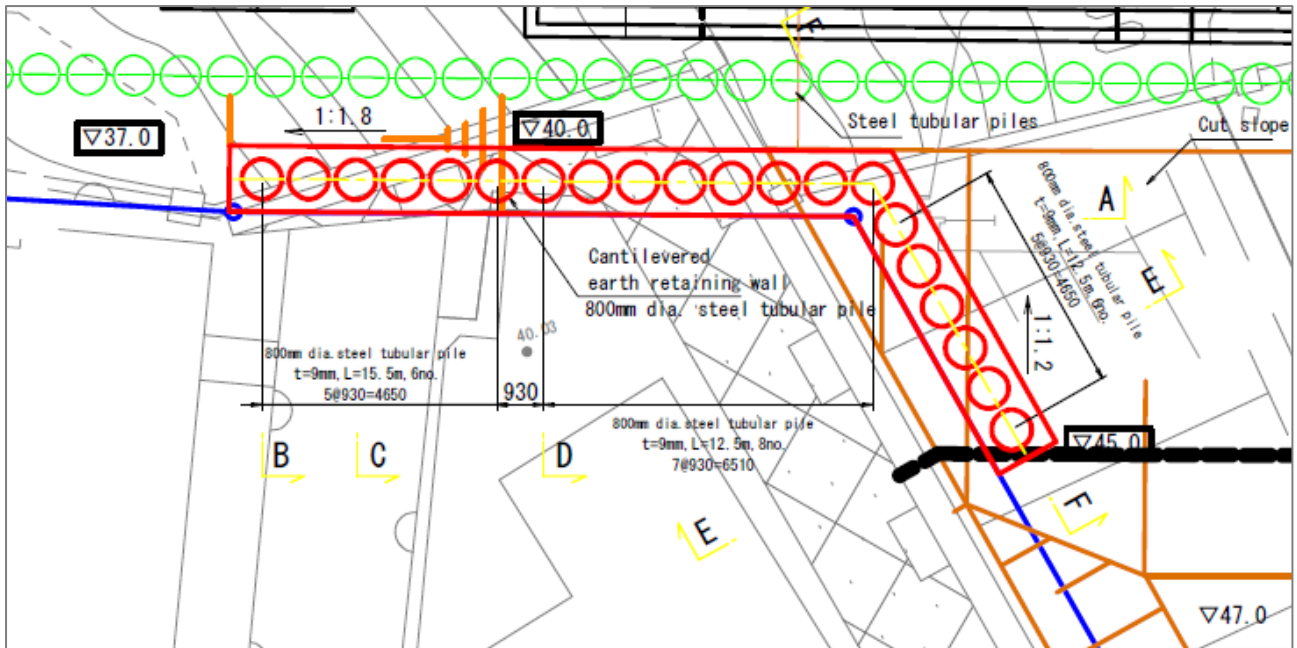 1:1.8
▽37.0
▽40.0
Steel tubular piles
Cut slope
A
800mm dia. steel tubular pile
t=9mm, L=12.5m, 6no.
5@930=4650
E
1:1.2
Cantilevered
earth retaining wall
800mm dia. steel tubular pile
40.03
800mm dia. steel tubular pile
t=9mm, L=15.5m, 6no.
5@930=4650
930
800mm dia. steel tubular pile
t=9mm, L=12.5m, 8no.
7@930=6510
▽45.0
B
C
D
E
F
F
▽47.0